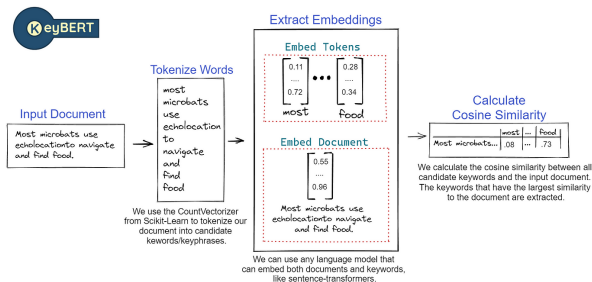 KeyBERT
Input Document
Most microbats use
echolocationto navigate
and find food.
Tokenize Words
most
microbats
use
echolocation
to
navigate
and
find
food
We use the CountVectorizer
from Scikit-Learn to tokenize our
document into candidate
kewords/keyphrases.
Extract Embeddings
Embed Tokens
0.11 0.28
.... ....
0.72 0.34
most food
Embed Document
0.55
....
0.96
Most microbats use
echolocationto navigate
and find food.
We can use any language model that
can embed both documents and keywords,
like sentence-transformers.
Calculate
Cosine Similarity
most ... food
Most microbats... .08 ... .73
We calculate the cosine similarity between all
candidate keywords and the input document.
The keywords that have the largest similarity
to the document are extracted.